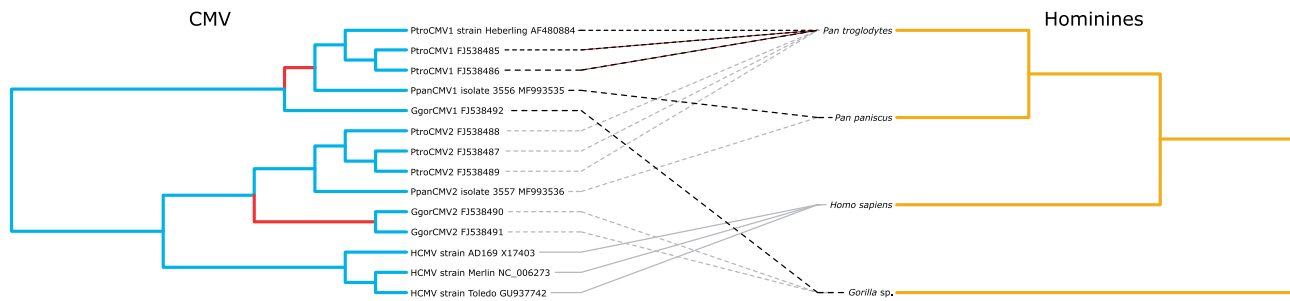 CMV
Hominines
PtroCMV1 strain Heberling AF480884
PtroCMV1 FJ538485
PtroCMV1 FJ538486
PpanCMV1 isolate 3556 MF993535
GgorCMV1 FJ538492
PtroCMV2 FJ538488
PtroCMV2 FJ538487
PtroCMV2 FJ538489
PpanCMV2 isolate 3557 MF993536
GgorCMV2 FJ538490
GgorCMV2 FJ538491
HCMV strain AD169 X17403
HCMV strain Merlin NC_006273
HCMV strain Toledo GU937742
Pan troglodytes
Pan paniscus
Homo sapiens
Gorilla sp.